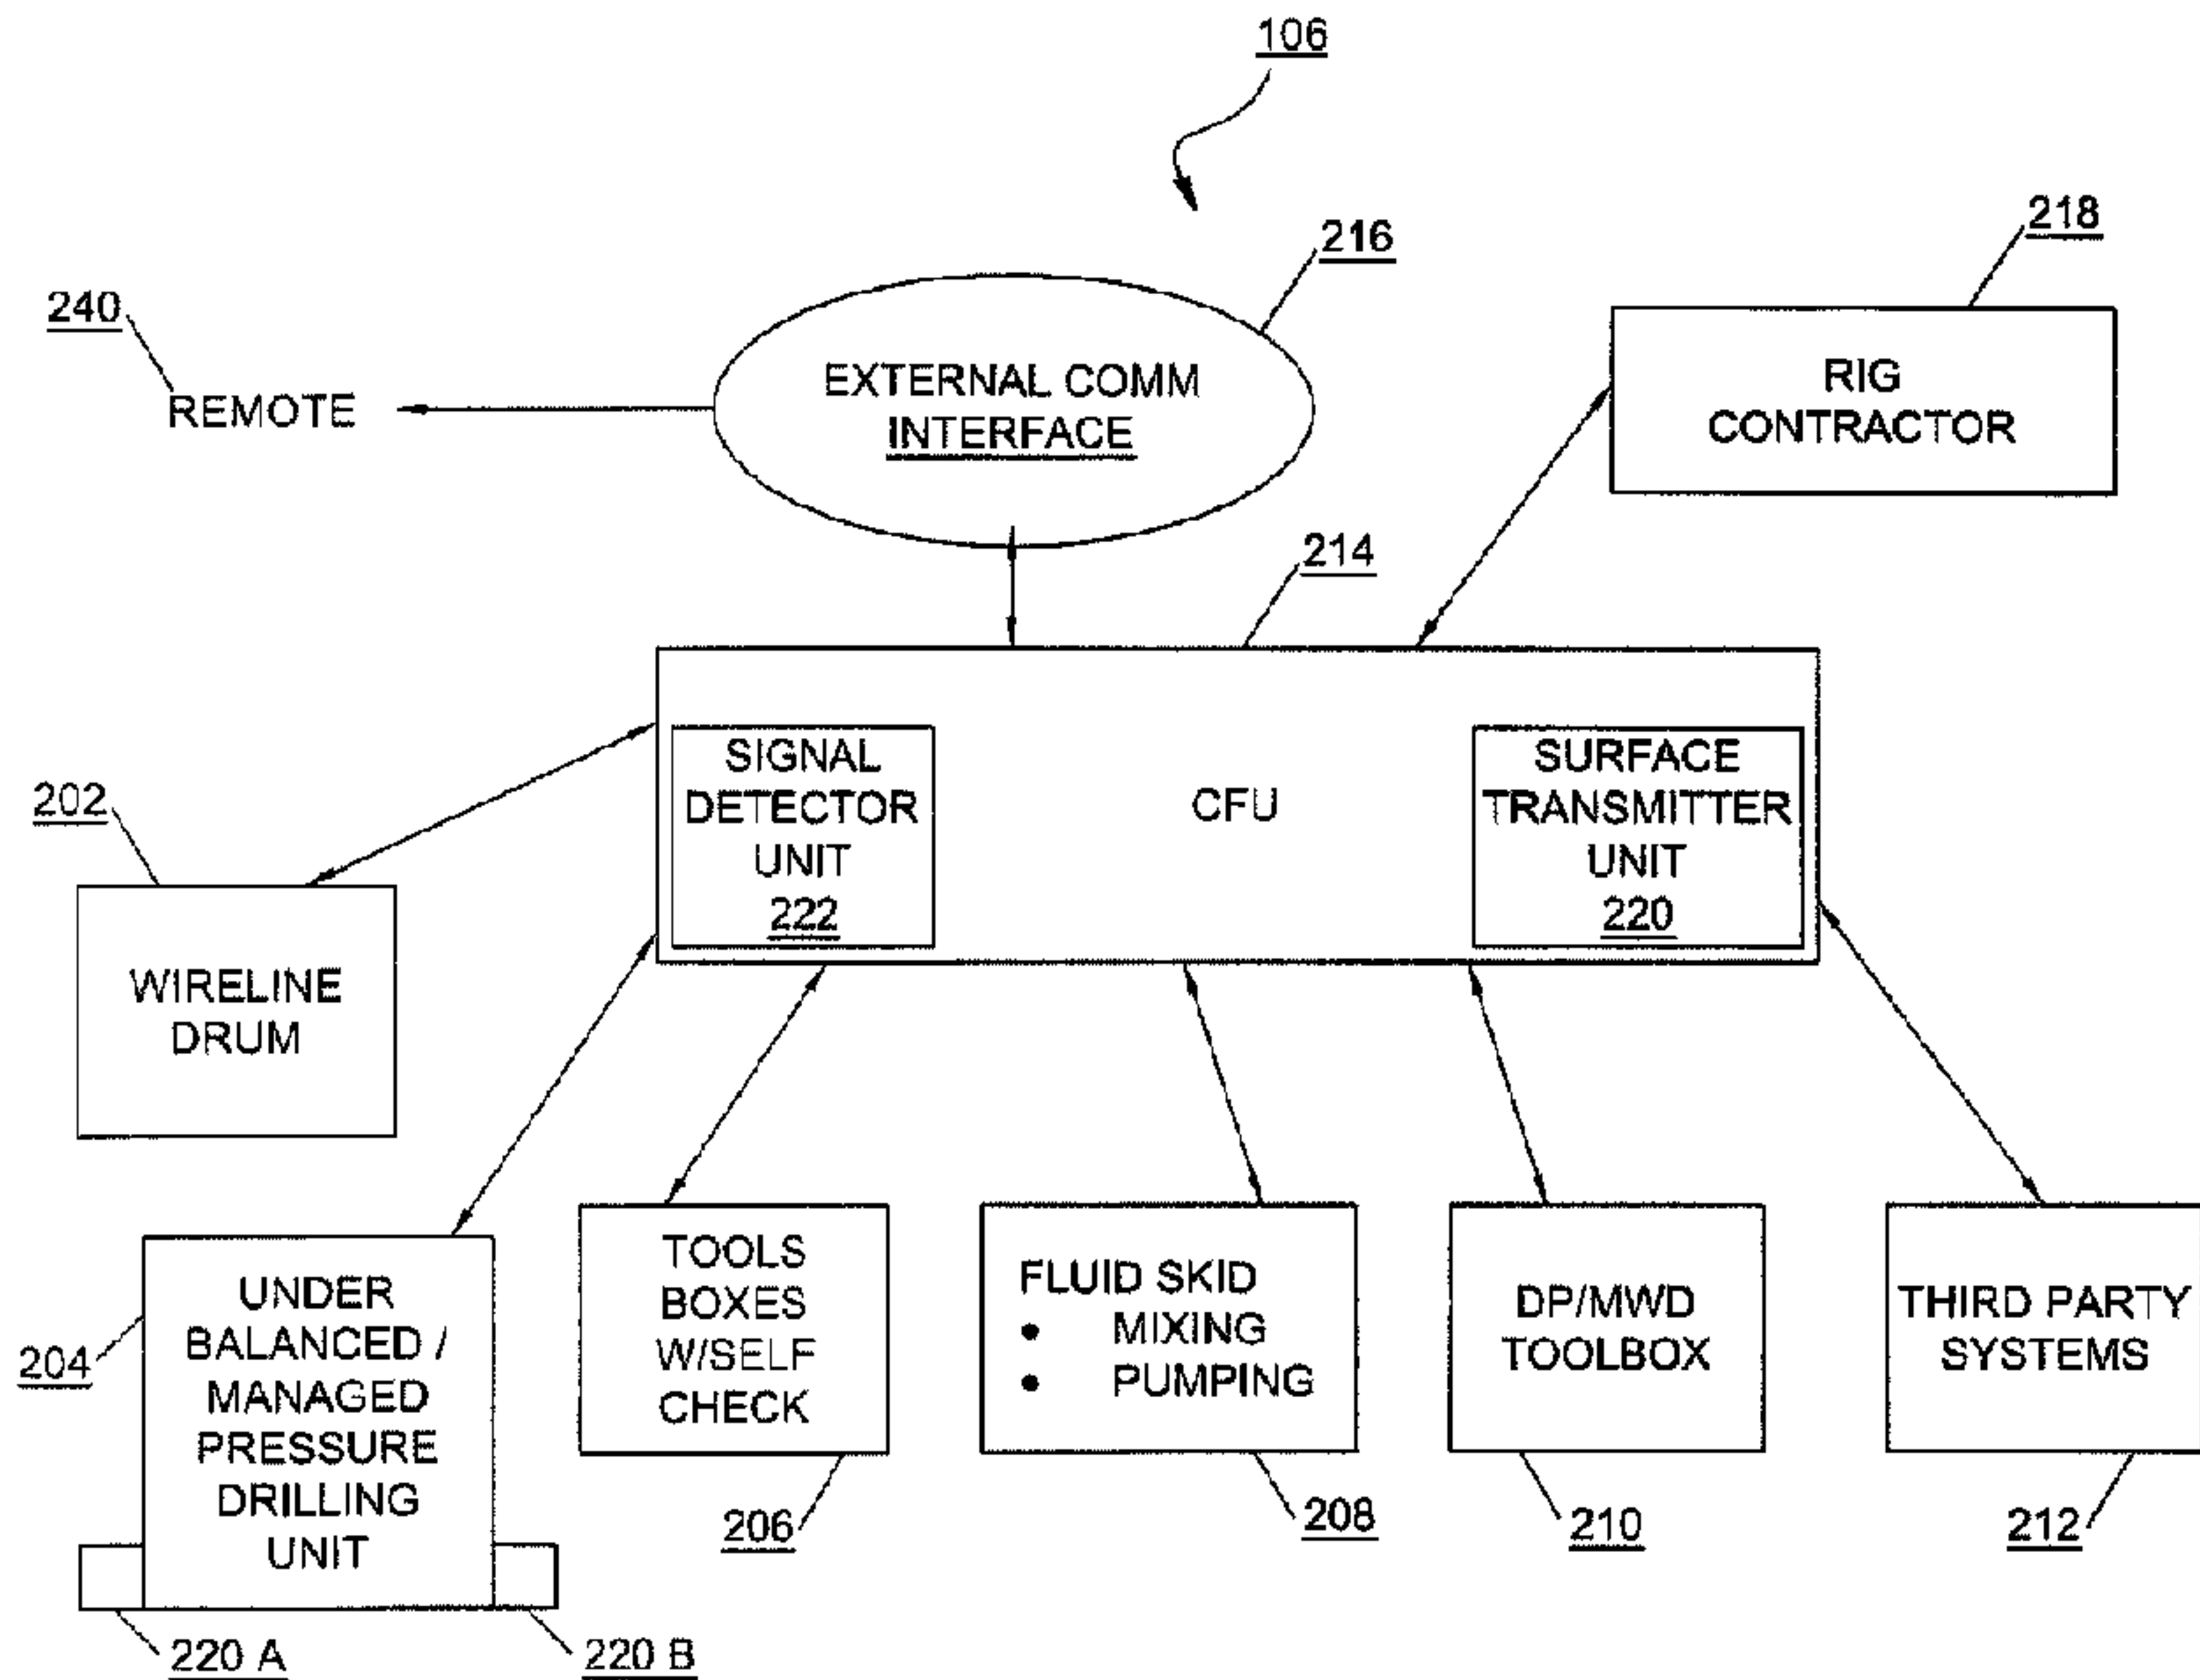 106
218
216
240
EXTERNAL COMM
INTERFACE
REMOTE
RIG
CONTRACTOR
214
SIGNAL
DETECTOR
UNIT
222
CFU
SURFACE
TRANSMITTER
UNIT
220
202
WIRELINE
DRUM
204
UNDER
BALANCED /
MANAGED
PRESSURE
DRILLING
UNIT
TOOLS
BOXES
W/SELF
CHECK
FLUID SKID
• MIXING
• PUMPING
DP/MWD
TOOLBOX
THIRD PARTY
SYSTEMS
206
208
210
212
220 A
220 B